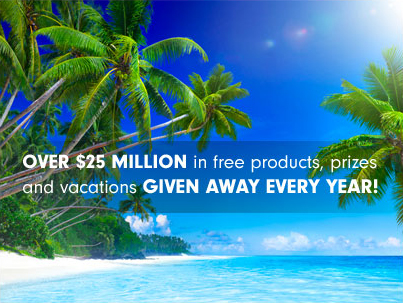 OVER $25 MILLION in free products, prizes
and vacations GIVEN AWAY EVERY YEAR!